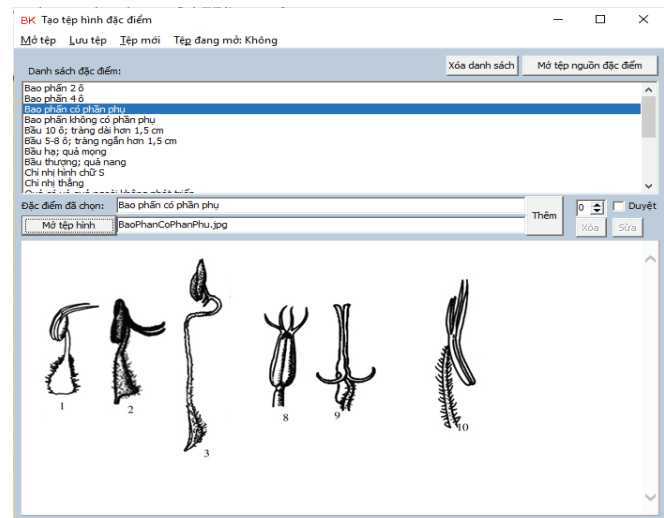 BK Tạo tệp hình đặc điểm
Mở tệp Lưu tệp Tệp mới Tệp đang mở: Không
Danh sách đặc điểm:
Xóa danh sách Mở tệp nguồn đặc điểm
Bao phấn 2 ô
Bao phấn 4 ô
Bao phấn có phần phụ
Bao phấn không có phần phụ
Bầu 10 ô; tràng dài hơn 1,5 cm
Bầu 5-8 ô; tràng ngắn hơn 1,5 cm
Bầu hạ; quả mọng
Bầu thượng; quả nang
Chỉ nhị hình chữ S
Chỉ nhị thẳng
Đặc điểm đã chọn: Bao phấn có phần phụ
Thêm 0 Duyệt
Mở tệp hình BaoPhanCoPhanPhu.jpg
Xóa Sửa
1 2 3 8 9 10